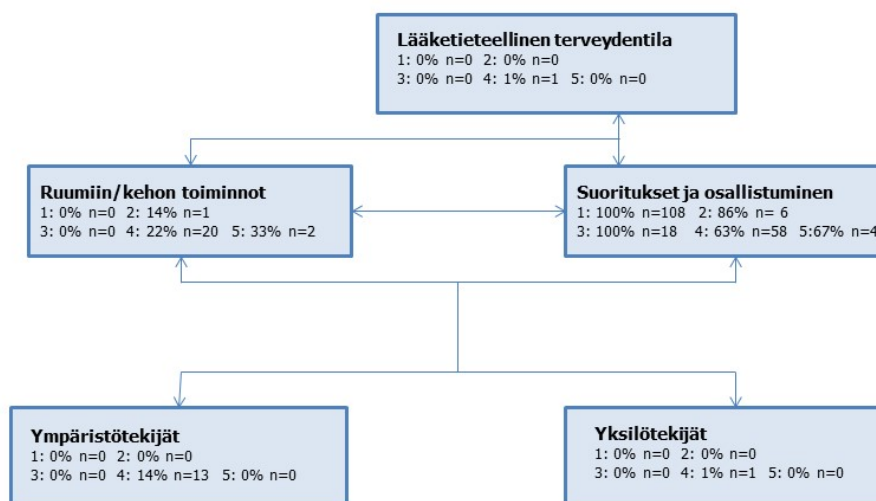 Lääketieteellinen terveydentila
1: 0% n=0 2: 0% n=0
3: 0% n=0 4: 1% n=1 5: 0% n=0
Ruumiin/kehon toiminnot
1: 0% n=0 2: 14% n=1
3: 0% n=0 4: 22% n=20 5: 33% n=2
Suoritukset ja osallistuminen
1: 100% n=108 2: 86% n= 6
3: 100% n=18 4: 63% n=58 5:67% n=4
Ympäristötekijät
1: 0% n=0 2: 0% n=0
3: 0% n=0 4: 14% n=13 5: 0% n=0
Yksilötekijät
1: 0% n=0 2: 0% n=0
3: 0% n=0 4: 1% n=1 5: 0% n=0